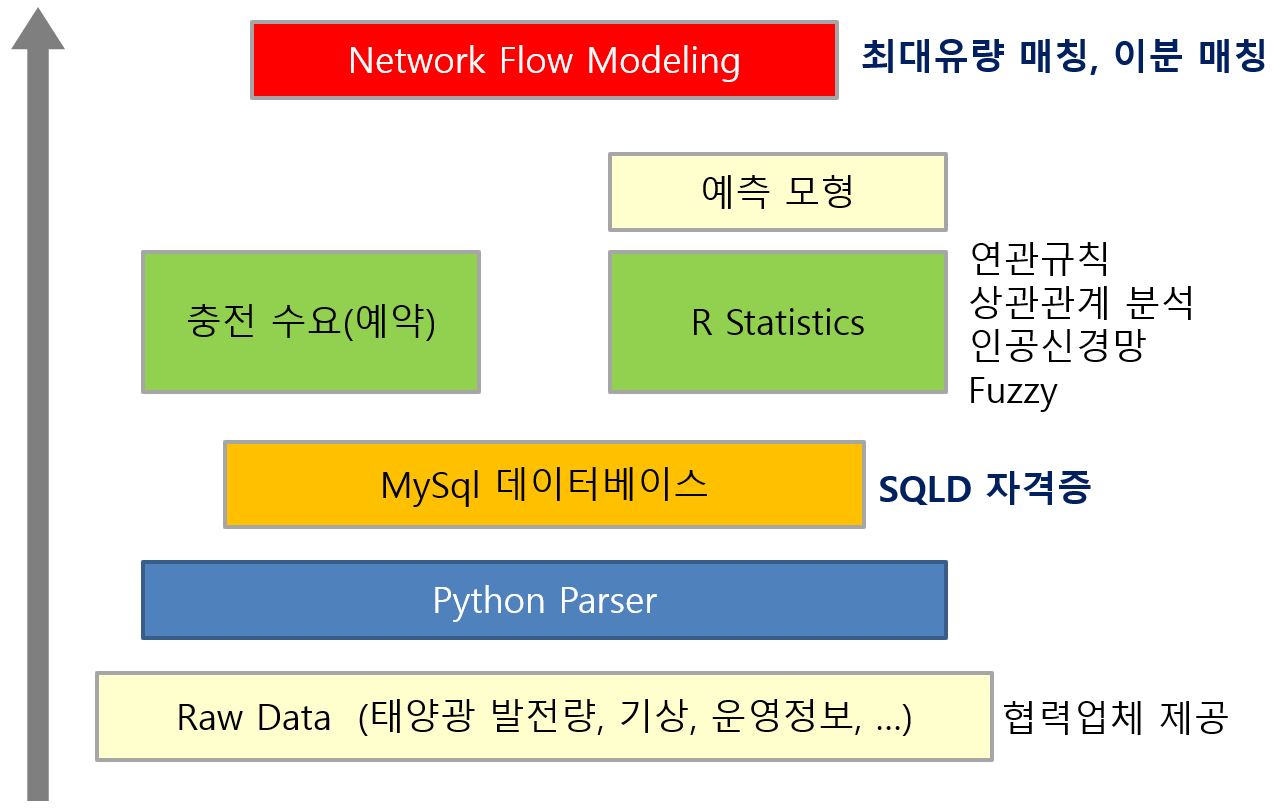 Network Flow Modeling
최대유량 매칭, 이분 매칭
예측 모형
충전 수요(예약)
R Statistics
연관규칙
상관관계 분석
인공신경망
Fuzzy
MySql 데이터베이스
SQLD 자격증
Python Parser
Raw Data (태양광 발전량, 기상, 운영정보, ...)
협력업체 제공